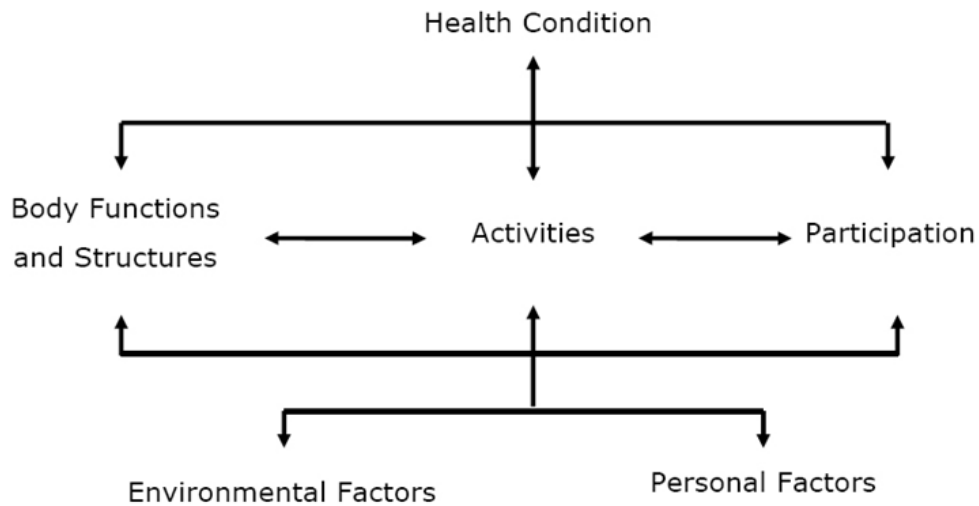 Health Condition
Body Functions
and Structures
Activities
Participation
Environmental Factors
Personal Factors